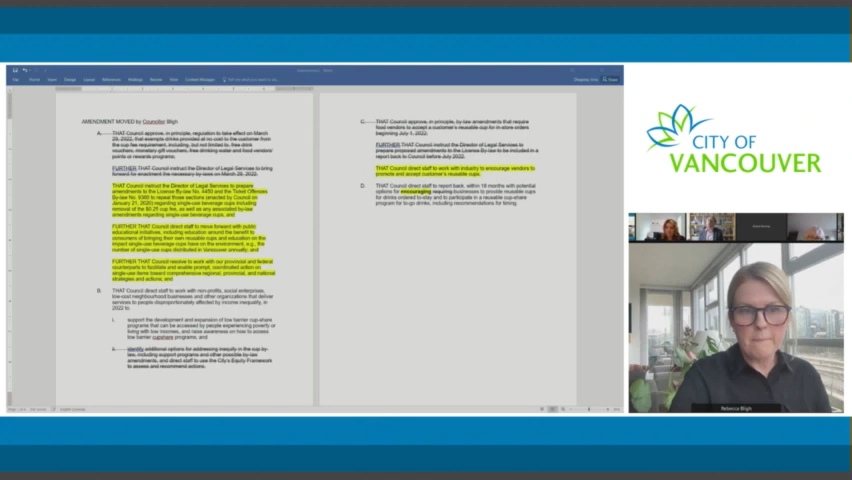 AMENDMENT MOVED by Councillor Bligh
A. THAT Council approve, in principle, regulation to take effect on March
29, 2022, that exempts drinks provided at no cost to the customer from
the cup fee requirement, including, but not limited to, free drink
vouchers, monetary gift vouchers, free drinking water and food vendors'
points or rewards programs.
FURTHER THAT Council instruct the Director of Legal Services to bring
forward for enactment the necessary by-laws on March 29, 2022.
THAT Council instruct the Director of Legal Services to prepare
amendments to the Licence By-law No. 4450 and the Ticket Offences
By-law No. 9360 to repeal those sections (enacted by Council on
January 21, 2020) regarding single-use beverage cups including
removal of the $0.25 cup fee, as well as any associated by-law
amendments regarding single-use beverage cups, and
FURTHER THAT Council direct staff to move forward with public
educational initiatives, including education around the benefit to
consumers of bringing their own reusable cups and education on the
impact single-use beverage cups have on the environment, e.g., the
number of single-use cups distributed in Vancouver annually; and
FURTHER THAT Council resolve to work with our provincial and federal
counterparts to facilitate and enable prompt, coordinated action on
single-use items toward comprehensive regional, provincial, and national
strategies and actions; and
B. THAT Council direct staff to work with non-profits, social enterprises,
low-cost neighbourhood businesses and other organizations that deliver
services to people disproportionately affected by income inequality, in
2022 to
i. support the development and expansion of low barrier cup-share
programs that can be accessed by people experiencing poverty or
living with low incomes, and raise awareness on how to access
low barrier cupshare programs; and
ii. identify additional options for addressing inequity in the cup by-
law, including support programs and other possible by-law
amendments, and direct staff to use the City's Equity Framework
to assess and recommend actions.
C. THAT Council approve, in principle, by-law amendments that require
food vendors to accept a customer's reusable cup for in store orders
beginning July 1, 2022.
FURTHER THAT Council instruct the Director of Legal Services to
prepare proposed amendments to the Licence By-law to be included in a
report back to Council before July 2022.
THAT Council direct staff to work with industry to encourage vendors to
promote and accept customer's reusable cups.
D. THAT Council direct staff to report back, within 18 months with potential
options for encouraging requiring businesses to provide reusable cups
for drinks ordered to-stay and to participate in a reusable cup-share
program for to-go drinks, including recommendations for timing
CITY OF
VANCOUVER
Rebecca Bligh